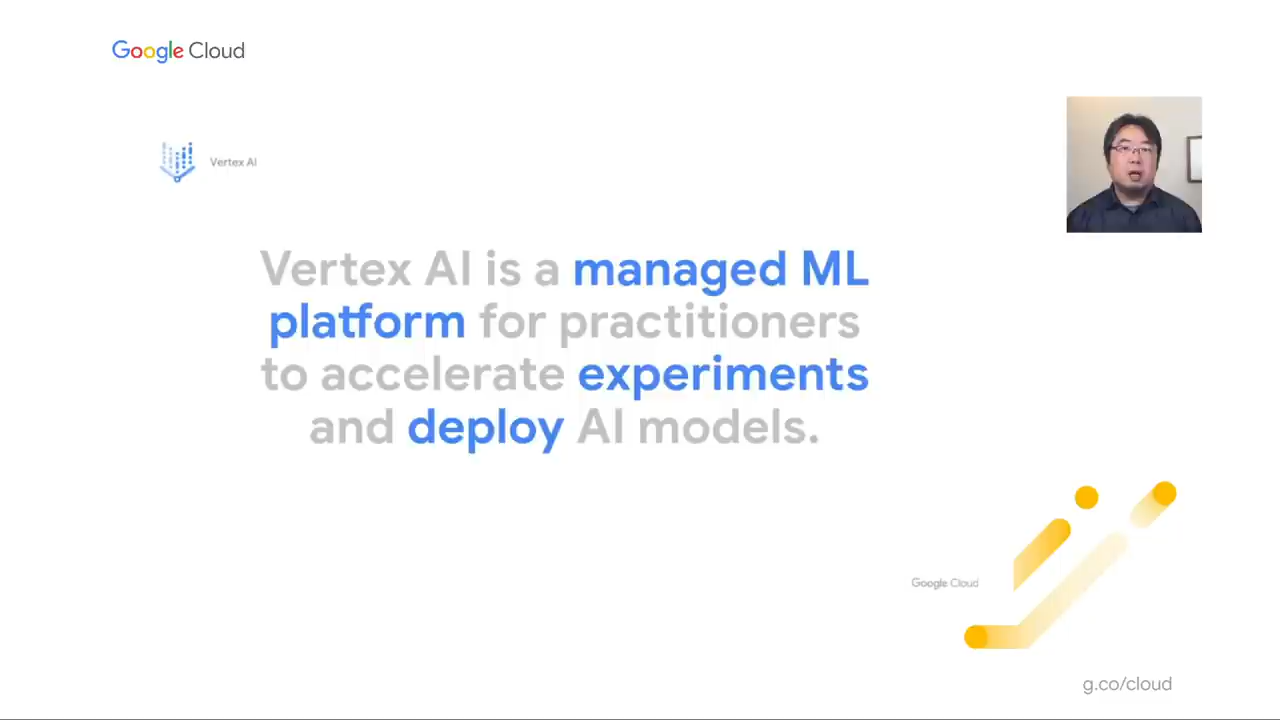 Google Cloud
Vertex AI
Vertex AI is a managed ML
platform for practitioners
to accelerate experiments
and deploy AI models.
Google Cloud
g.co/cloud